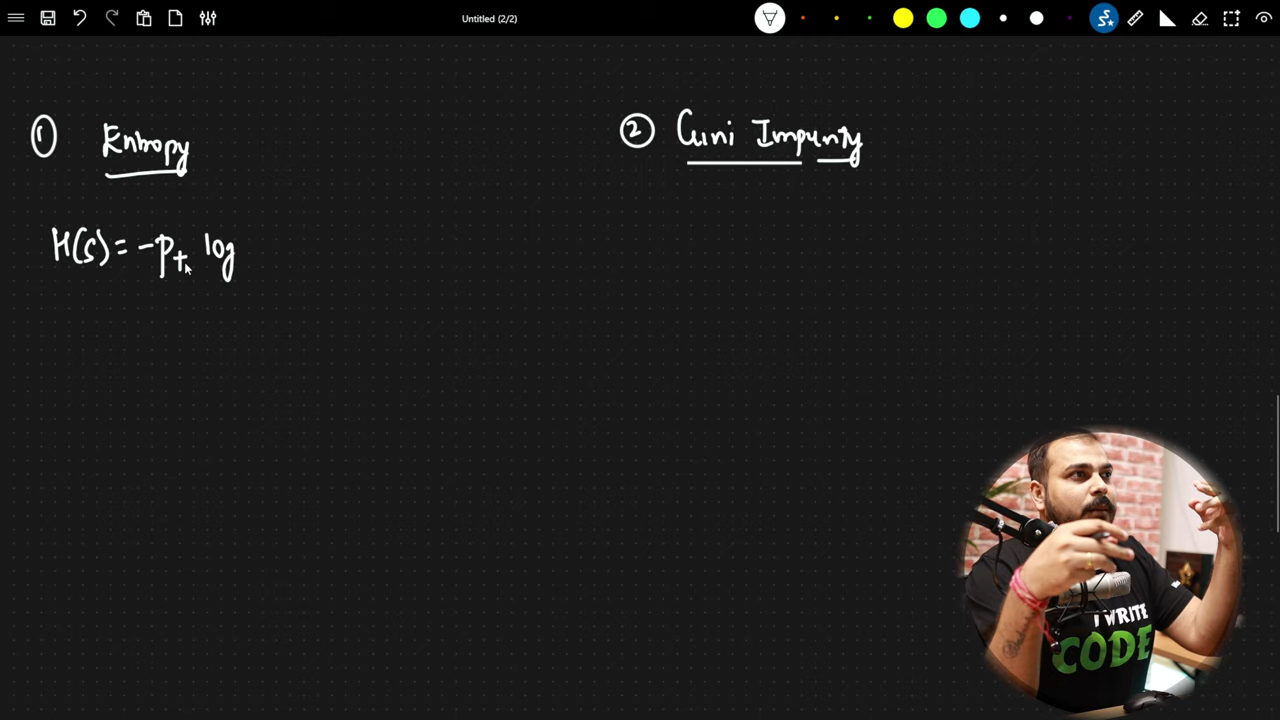 Untitled (2/2)
① Entropy
② Gini Impurity
H(S) = -p+ log
I WRITE
CODE